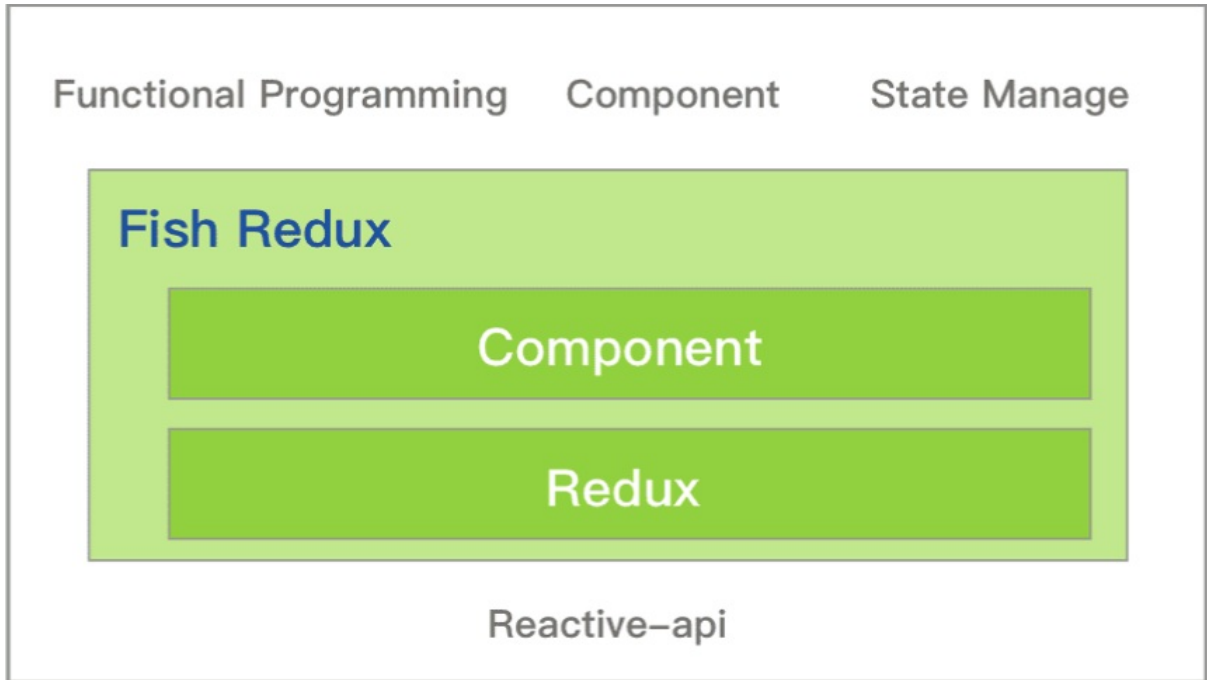 Functional Programming Component State Manage
Fish Redux
Component
Redux
Reactive-api